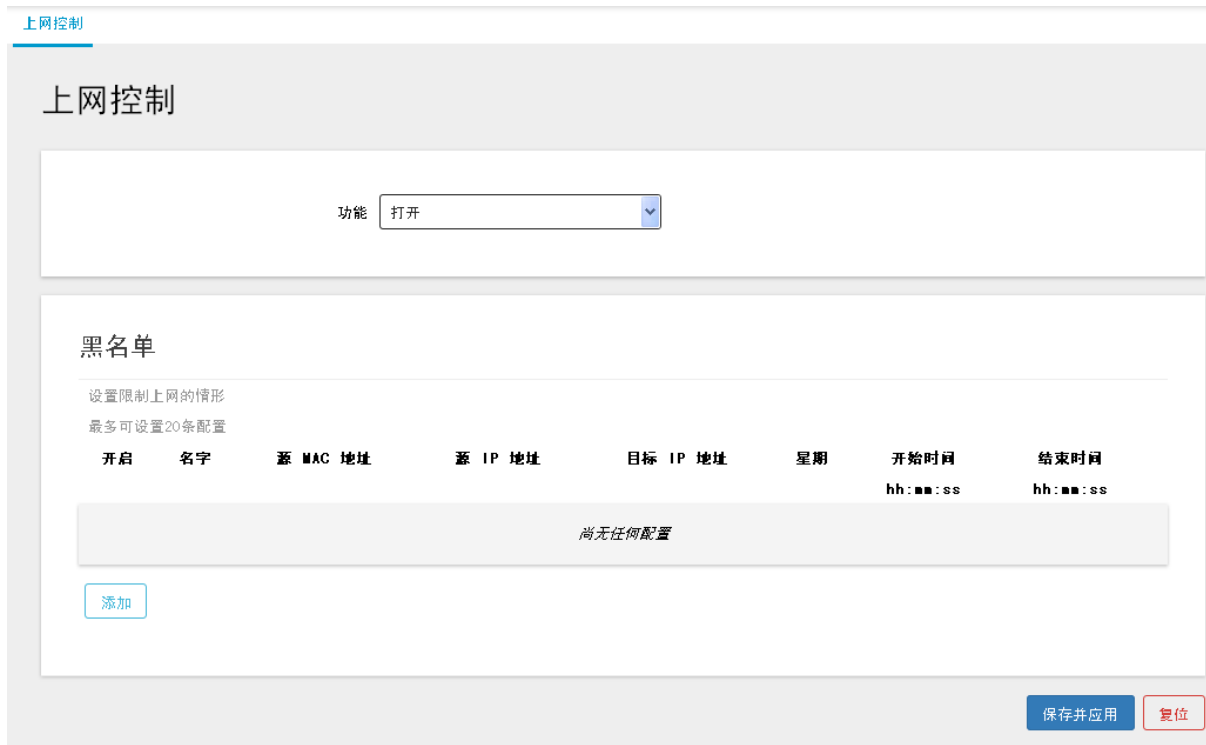 上网控制
上网控制
功能 打开
黑名单
设置限制上网的情形
最多可设置20条配置
开启 名字 源 MAC 地址 源 IP 地址 目标 IP 地址 星期 开始时间 结束时间
hh:mm:ss hh:mm:ss
尚无任何配置
添加
保存并应用 复位